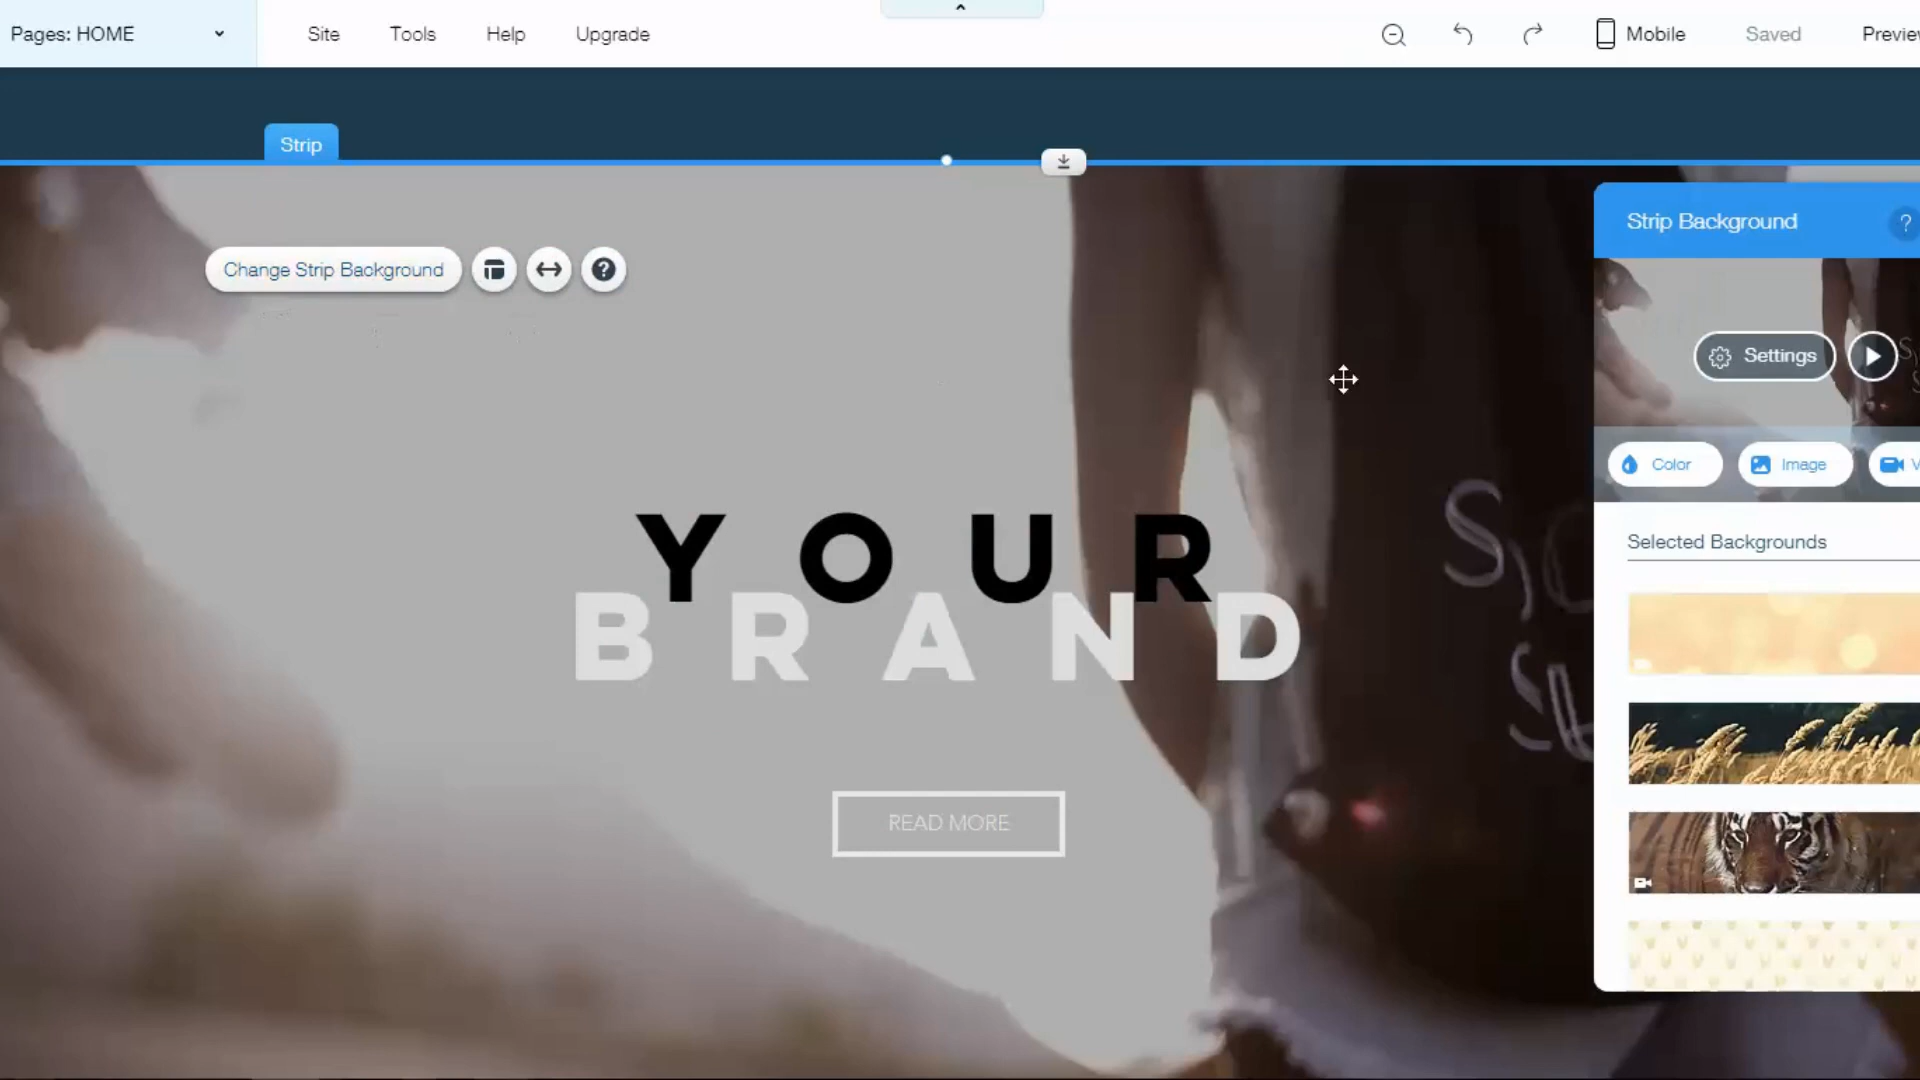 Pages: HOME
Site
Tools
Help
Upgrade
Mobile
Saved
Preview
Strip
Change Strip Background
?
Strip Background
?
Settings
Color
Image
V
Selected Backgrounds
YOUR
BRAND
READ MORE